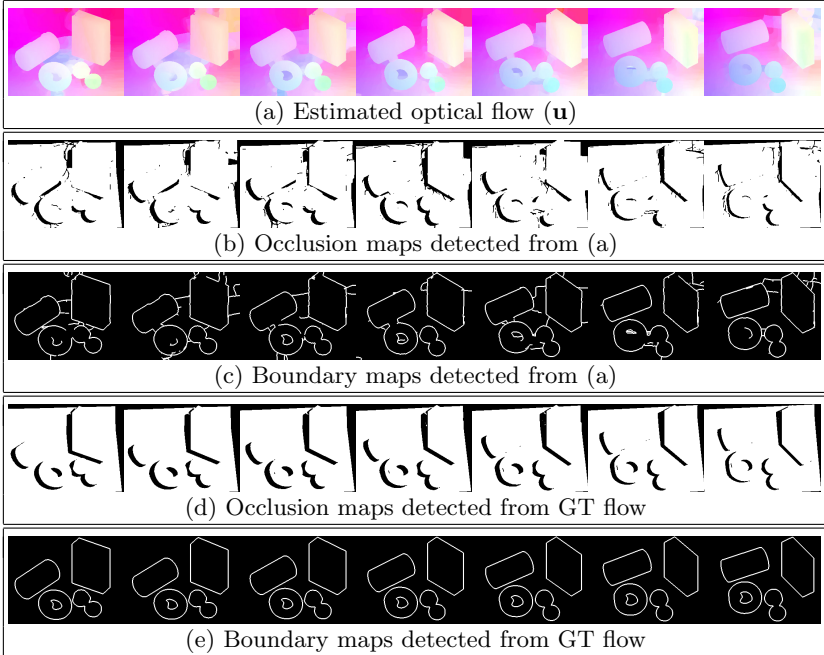 (a) Estimated optical flow (u)
(b) Occlusion maps detected from (a)
(c) Boundary maps detected from (a)
(d) Occlusion maps detected from GT flow
(e) Boundary maps detected from GT flow